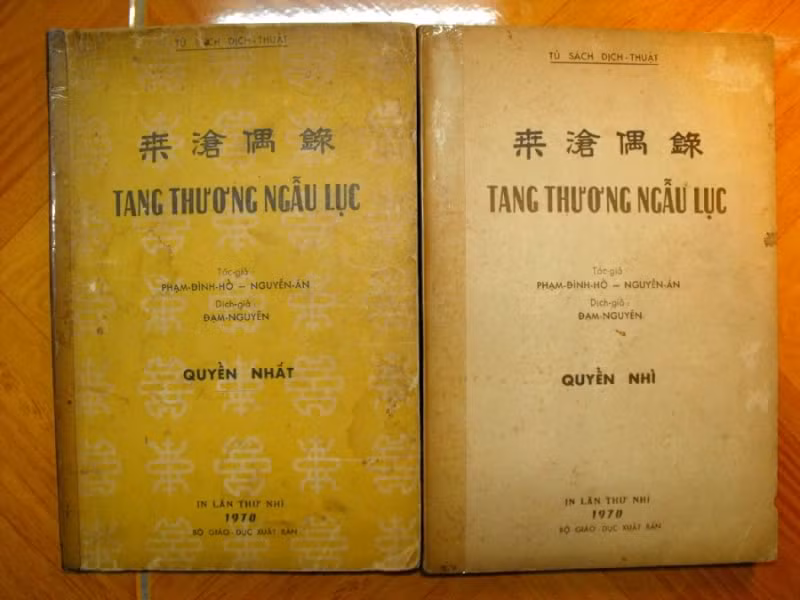 TỦ SÁCH DỊCH-THUẬT
桒滄偶錄
TANG THƯƠNG NGẪU LỤC
Tác-giả :
PHẠM-ĐÌNH-HỔ – NGUYỄN-ÁN
Dịch-giả :
ĐẠM-NGUYÊN
QUYỂN NHẤT
IN LẦN THỨ NHÌ
1970
BỘ GIÁO-DỤC XUẤT BẢN
TỦ SÁCH DỊCH-THUẬT
桒滄偶錄
TANG THƯƠNG NGẪU LỤC
Tác-giả :
PHẠM-ĐÌNH-HỔ – NGUYỄN-ÁN
Dịch-giả :
ĐẠM-NGUYÊN
QUYỂN NHÌ
IN LẦN THỨ NHÌ
1970
BỘ GIÁO-DỤC XUẤT BẢN